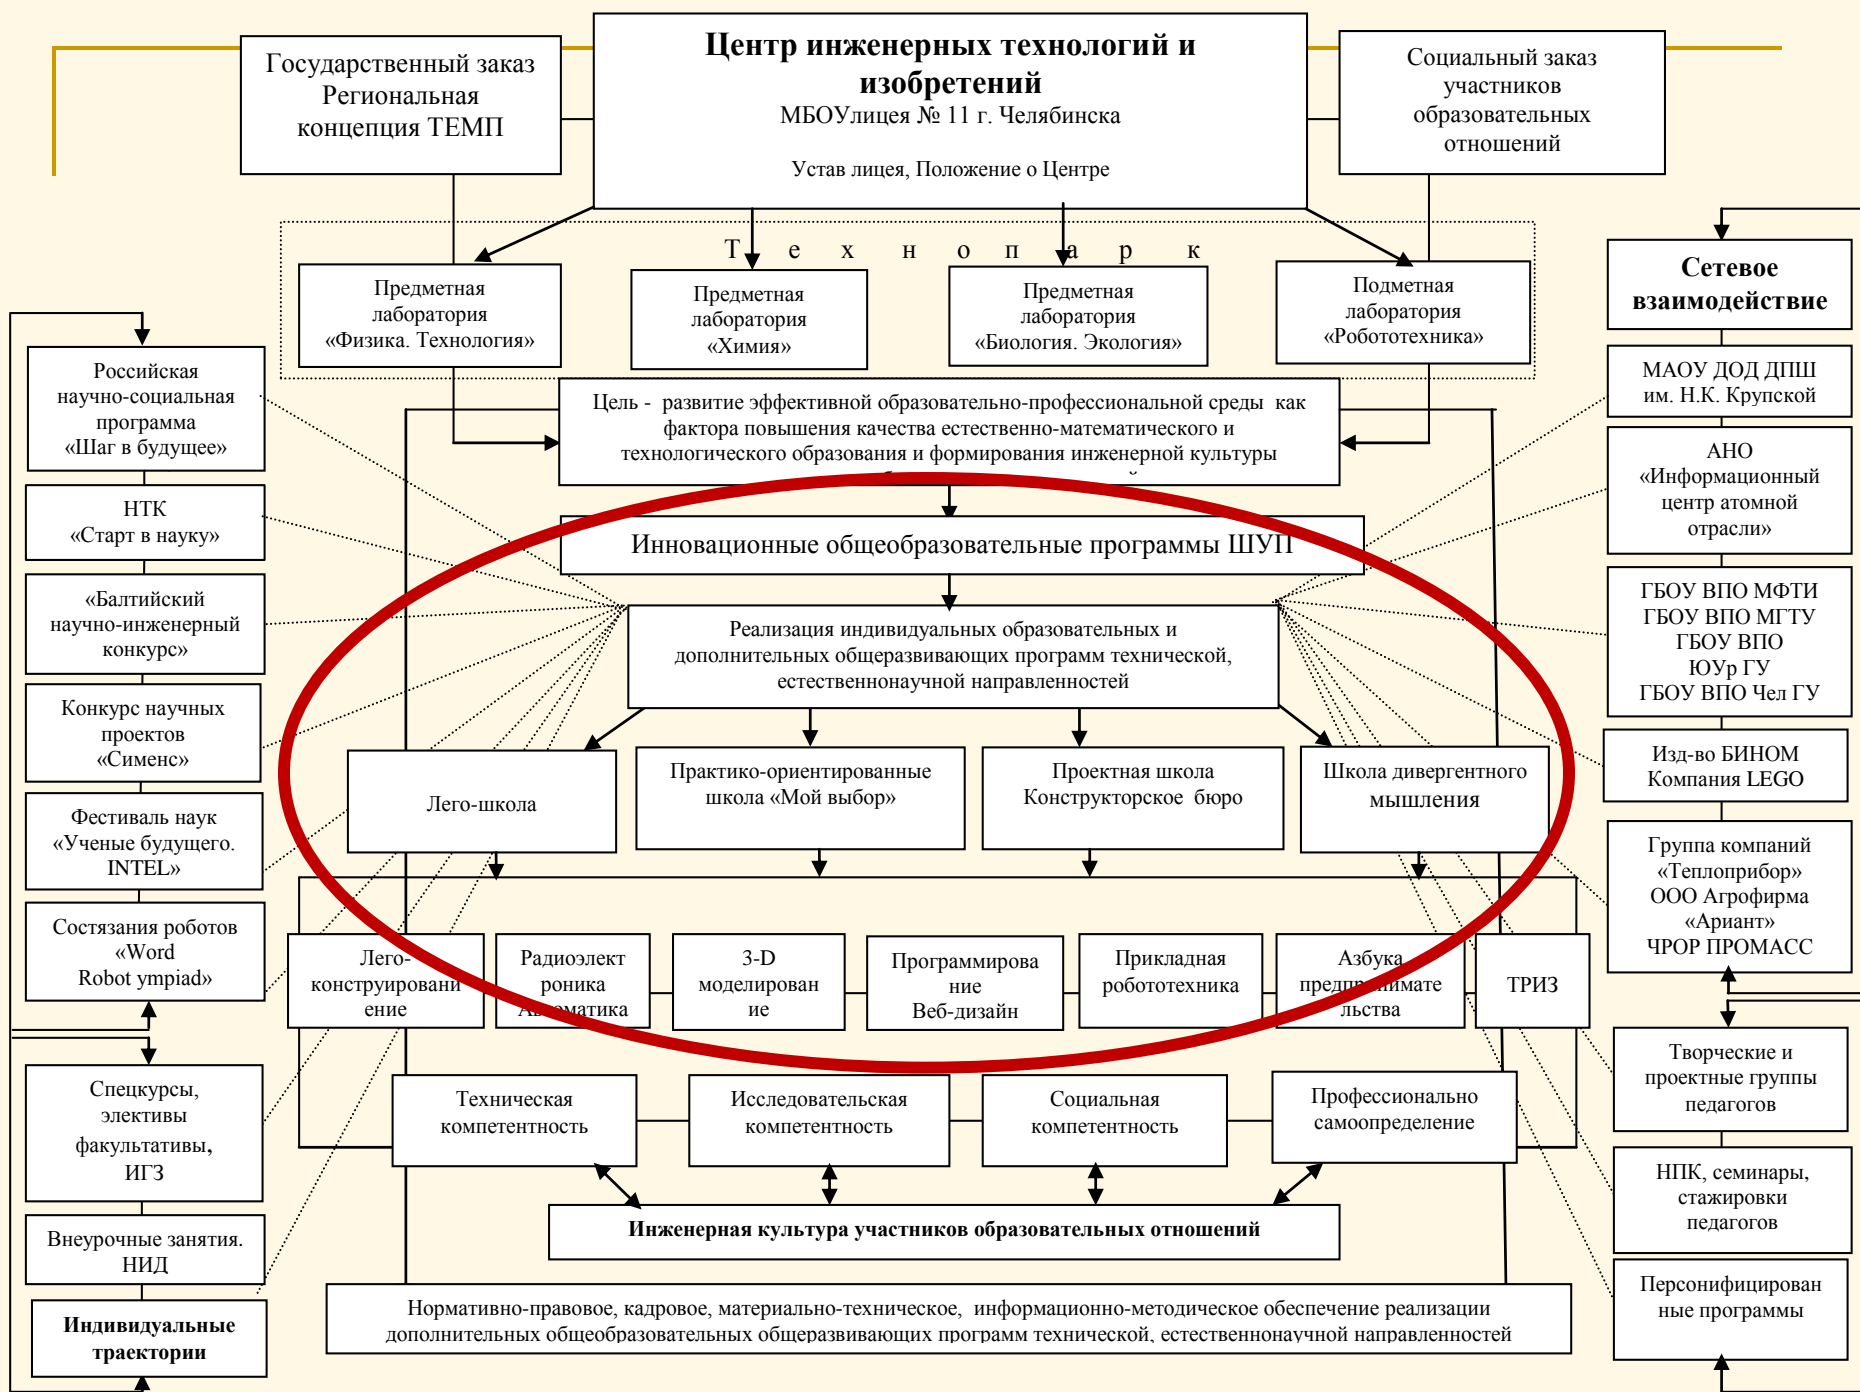 Государственный заказ
Региональная
концепция ТЕМП
Центр инженерных технологий и
изобретений
МБОУлицея № 11 г. Челябинска
Устав лицея, Положение о Центре
Социальный заказ
участников
образовательных
отношений
Технопарк
Предметная
лаборатория
«Физика. Технология»
Предметная
лаборатория
«Химия»
Предметная
лаборатория
«Биология. Экология»
Подметная
лаборатория
«Робототехника»
Цель - развитие эффективной образовательно-профессиональной среды как
фактора повышения качества естественно-математического и
технологического образования и формирования инженерной культуры
Инновационные общеобразовательные программы ШУП
Реализация индивидуальных образовательных и
дополнительных общеразвивающих программ технической,
естественнонаучной направленностей
Лего-школа
Практико-ориентированные
школа «Мой выбор»
Проектная школа
Конструкторское бюро
Школа дивергентного
мышления
Лего-
конструировани
ение
Радиоэлект
роника
Автоматика
3-D
моделирован
ие
Программирова
ние
Веб-дизайн
Прикладная
робототехника
Азбука
предпринимате
льства
ТРИЗ
Техническая
компетентность
Исследовательская
компетентность
Социальная
компетентность
Профессионально
самоопределение
Инженерная культура участников образовательных отношений
Нормативно-правовое, кадровое, материально-техническое, информационно-методическое обеспечение реализации
дополнительных общеобразовательных общеразвивающих программ технической, естественнонаучной направленностей
Российская
научно-социальная
программа
«Шаг в будущее»
НТК
«Старт в науку»
«Балтийский
научно-инженерный
конкурс»
Конкурс научных
проектов
«Сименс»
Фестиваль наук
«Ученые будущего.
INTEL»
Состязания роботов
«Word
Robot ympiad»
Спецкурсы,
элективы
факультативы,
ИГЗ
Внеурочные занятия.
НИД
Индивидуальные
траектории
Сетевое
взаимодействие
МАОУ ДОД ДПШ
им. Н.К. Крупской
АНО
«Информационный
центр атомной
отрасли»
ГБОУ ВПО МФТИ
ГБОУ ВПО МГТУ
ГБОУ ВПО
ЮУр ГУ
ГБОУ ВПО Чел ГУ
Изд-во БИНОМ
Компания LEGO
Группа компаний
«Теплоприбор»
ООО Агрофирма
«Ариант»
ЧРОР ПРОМАСС
Творческие и
проектные группы
педагогов
НПК, семинары,
стажировки
педагогов
Персонифицирован
ные программы